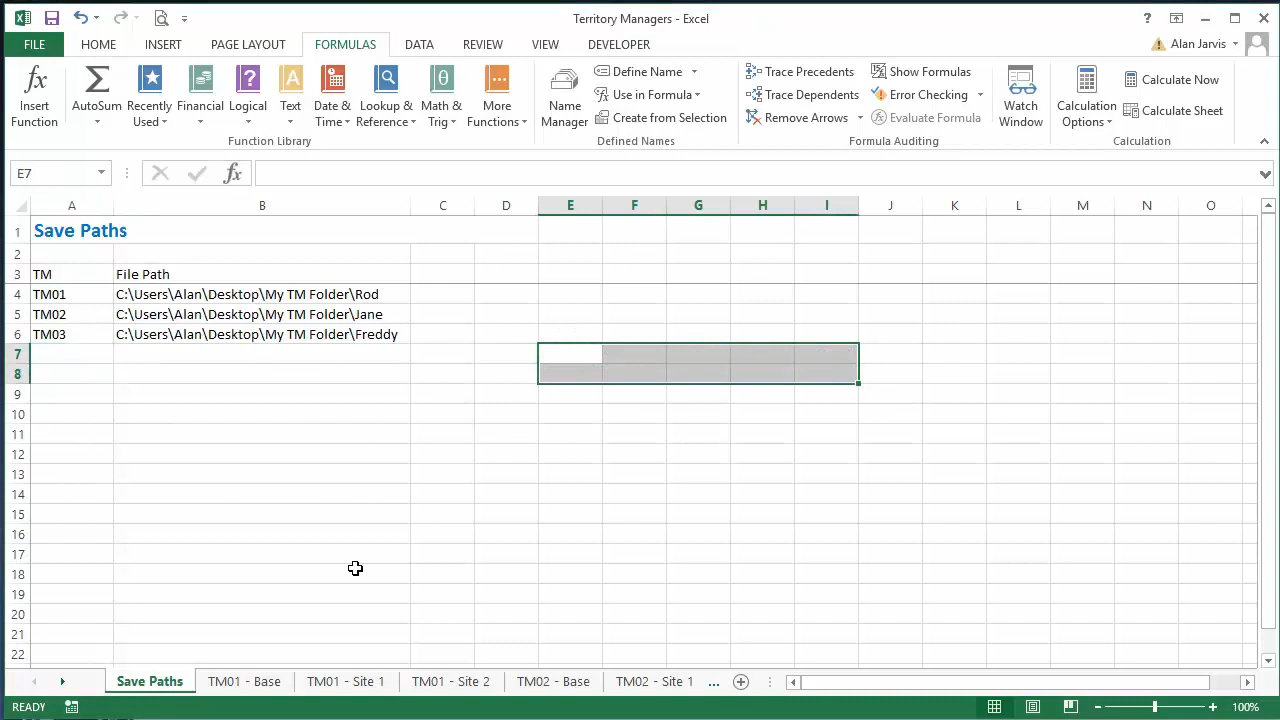 Territory Managers - Excel
?
FILE HOME INSERT PAGE LAYOUT FORMULAS DATA REVIEW VIEW DEVELOPER Alan Jarvis
fx Σ ? A θ
Insert Function
AutoSum
Recently Used
Financial
Logical
Text
Date & Time
Lookup & Reference
Math & Trig
More Functions
Function Library
Name Manager
Define Name
Use in Formula
Create from Selection
Defined Names
Trace Precedents
Trace Dependents
Remove Arrows
Show Formulas
Error Checking
Evaluate Formula
Formula Auditing
Watch Window
Calculation Options
Calculate Now
Calculate Sheet
Calculation
E7 fx
A B C D E F G H I J K L M N O
1 Save Paths
2
3 TM File Path
4 TM01 C:\Users\Alan\Desktop\My TM Folder\Rod
5 TM02 C:\Users\Alan\Desktop\My TM Folder\Jane
6 TM03 C:\Users\Alan\Desktop\My TM Folder\Freddy
7
8
9
10
11
12
13
14
15
16
17
18
19
20
21
22
Save Paths TM01 - Base TM01 - Site 1 TM01 - Site 2 TM02 - Base TM02 - Site 1 ...
READY 100%